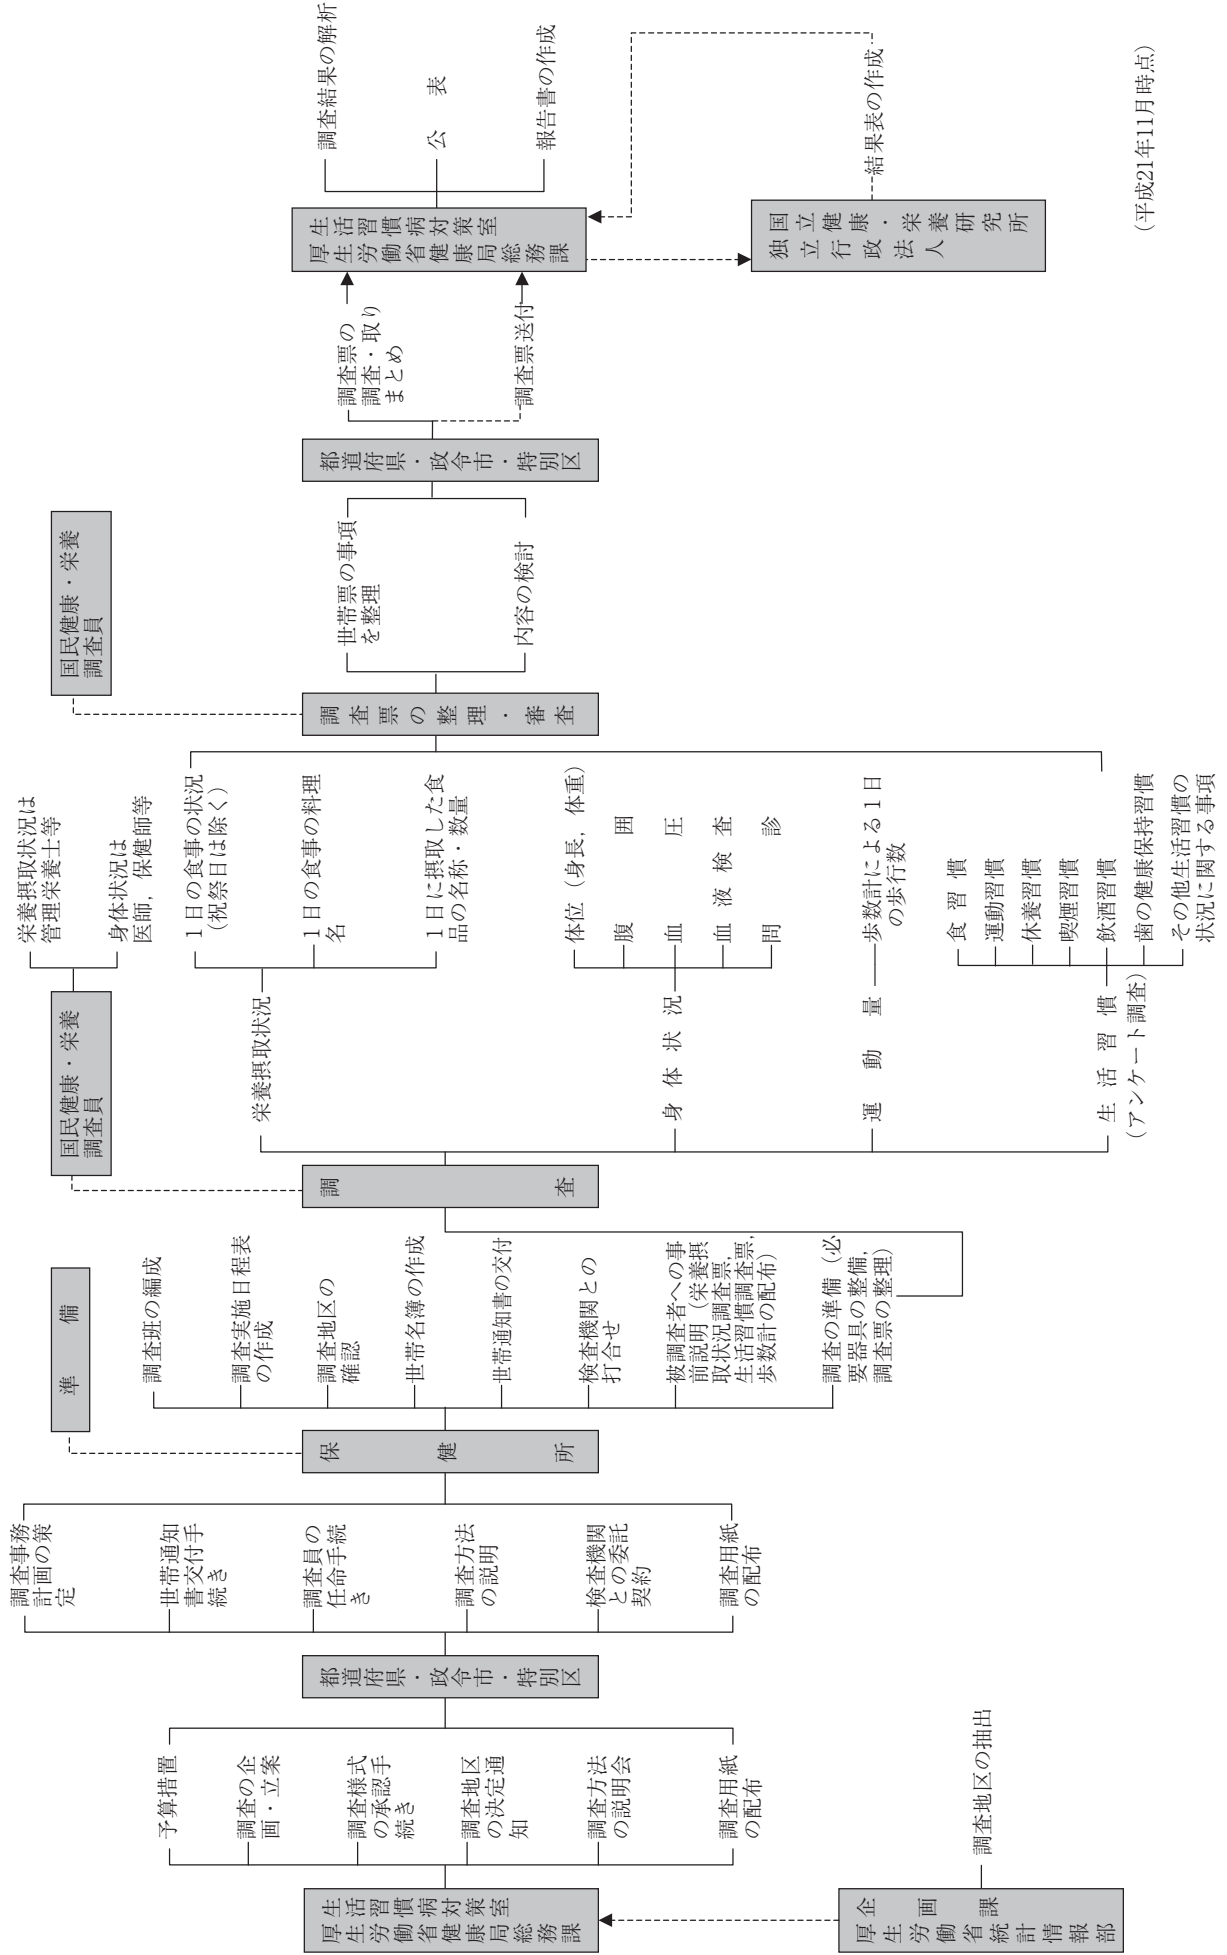 厚生労働省健康局総務課
生活習慣病対策室
厚生労働省統計情報部
企画課
調査地区の抽出
予算措置
調査の企
画・立案
調査様式
の承認手
続き
調査地区
の決定通
知
調査方法
の説明会
調査用紙
の配布
都道府県・政令市・特別区
調査事務
計画の策
定
世帯通知
書交付手
続き
調査員の
任命手続
き
調査方法
の説明
検査機関
との委託
契約
調査用紙
の配布
準備
保健所
調査班の編成
調査実施日程表
の作成
調査地区の
確認
世帯名簿の作成
世帯通知書の交付
検査機関との
打合せ
被調査者への事
前説明（栄養摂
取状況調査票，
生活習慣調査票，
歩数計の配布）
調査の準備（必
要器具の整備，
調査票の整理）
国民健康・栄養
調査員
栄養摂取状況は
管理栄養士等
身体状況は
医師，保健師等
調査
栄養摂取状況
1日の食事の状況
（祝祭日は除く）
1日の食事の料理
名
1日に摂取した食
品の名称・数量
身体状況
体位（身長，体重）
腹囲
血圧
血液検査
問診
運動量
歩数計による1日
の歩行数
生活習慣
（アンケート調査）
食習慣
運動習慣
休養習慣
喫煙習慣
飲酒習慣
歯の健康保持習慣
その他生活習慣の
状況に関する事項
国民健康・栄養
調査員
調査票の整理・審査
世帯票の事項
を整理
内容の検討
都道府県・政令市・特別区
調査票の
調査・取り
まとめ
調査票送付
厚生労働省健康局総務課
生活習慣病対策室
調査結果の解析
公表
報告書の作成
独立行政法人
国立健康・栄養研究所
結果表の作成
（平成21年11月時点）